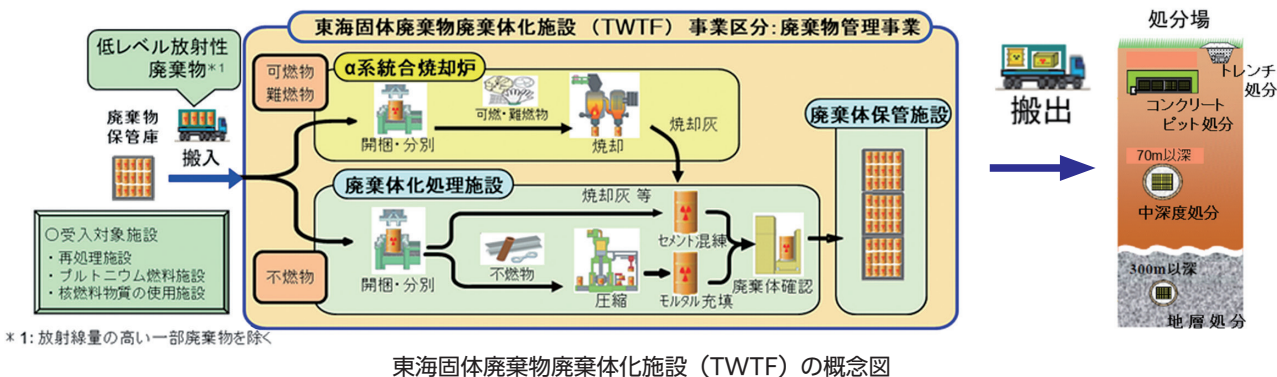 東海固体廃棄物廃棄体化施設（TWTF）事業区分：廃棄物管理事業
低レベル放射性
廃棄物＊1
廃棄物
保管庫
搬入
○受入対象施設
・再処理施設
・プルトニウム燃料施設
・核燃料物質の使用施設
＊1：放射線量の高い一部廃棄物を除く
可燃物
難燃物
α系統合焼却炉
開梱・分別
可燃・難燃物
焼却
焼却灰
不燃物
廃棄体化処理施設
開梱・分別
焼却灰 等
不燃物
圧縮
セメント混練
モルタル充填
廃棄体確認
廃棄体保管施設
搬出
処分場
トレンチ
処分
コンクリート
ピット処分
70m以深
中深度処分
300m以深
地層処分
東海固体廃棄物廃棄体化施設（TWTF）の概念図